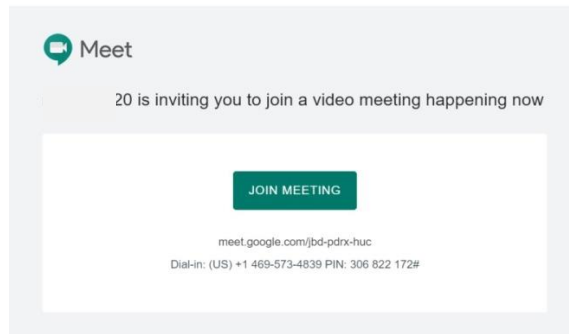 Meet
20 is inviting you to join a video meeting happening now
JOIN MEETING
meet.google.com/jbd-pdrx-huc
Dial-in: (US) +1 469-573-4839 PIN: 306 822 172#